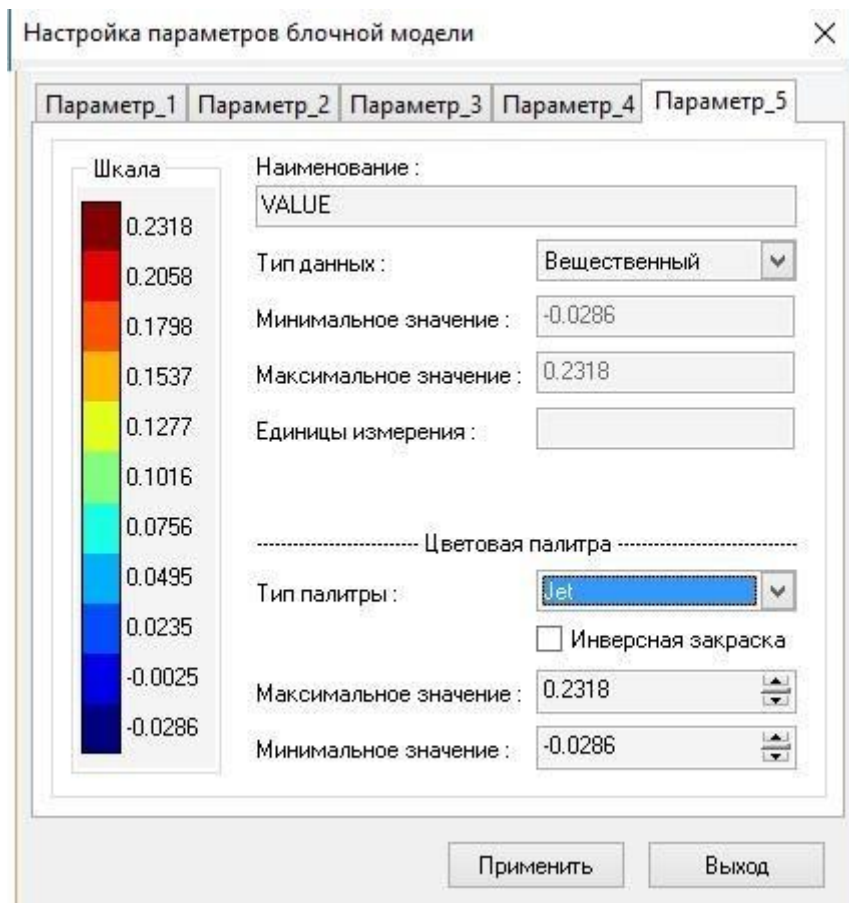 Настройка параметров блочной модели
Параметр_1 Параметр_2 Параметр_3 Параметр_4 Параметр_5
Шкала
0.2318
0.2058
0.1798
0.1537
0.1277
0.1016
0.0756
0.0495
0.0235
-0.0025
-0.0286
Наименование :
VALUE
Тип данных : Вещественный
Минимальное значение : -0.0286
Максимальное значение : 0.2318
Единицы измерения :
Цветовая палитра
Тип палитры : Jet
Инверсная закраска
Максимальное значение : 0.2318
Минимальное значение : -0.0286
Применить Выход